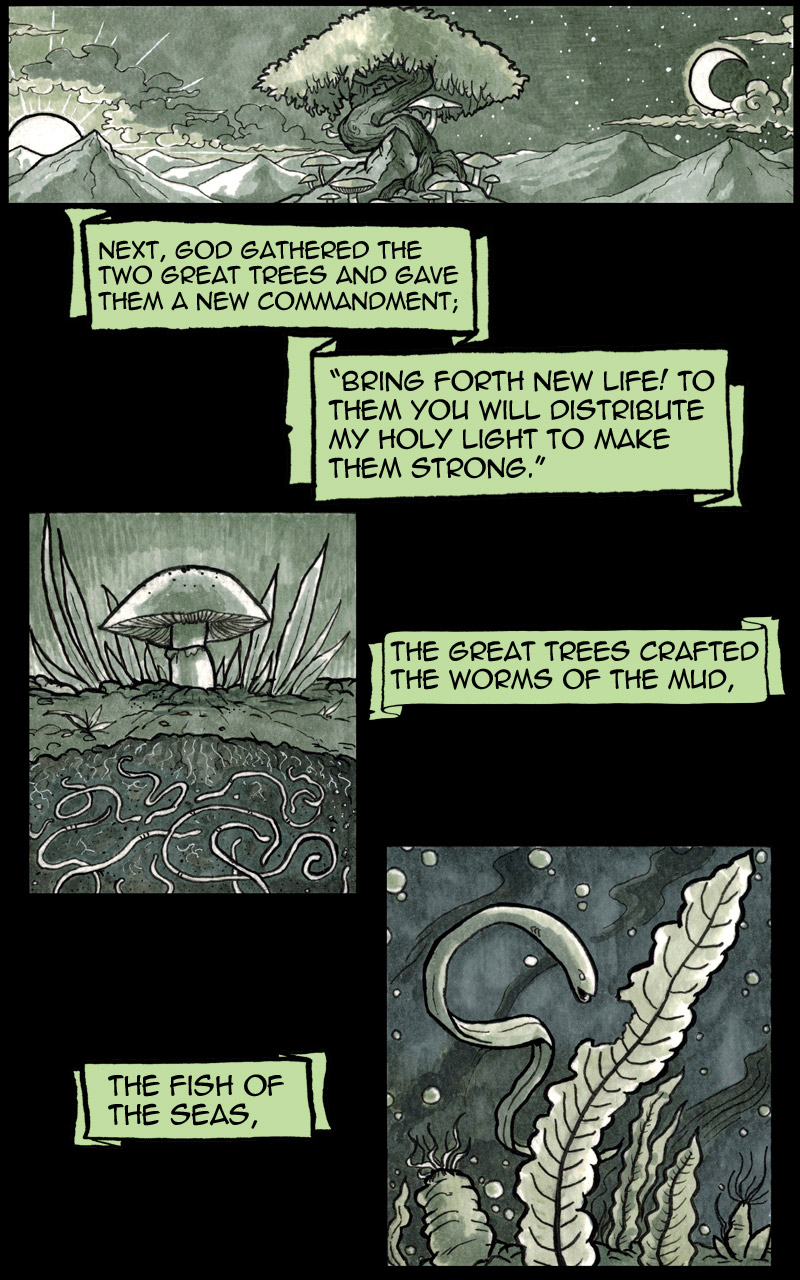 NEXT, GOD GATHERED THE
TWO GREAT TREES AND GAVE
THEM A NEW COMMANDMENT;
"BRING FORTH NEW LIFE! TO
THEM YOU WILL DISTRIBUTE
MY HOLY LIGHT TO MAKE
THEM STRONG."
THE GREAT TREES CRAFTED
THE WORMS OF THE MUD,
THE FISH OF
THE SEAS,